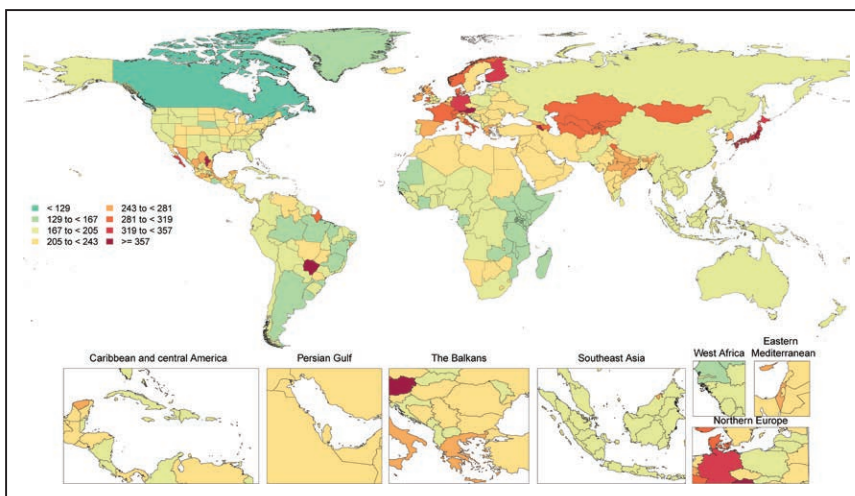 < 129
129 to < 167
167 to < 205
205 to < 243
243 to < 281
281 to < 319
319 to < 357
>= 357
Caribbean and central America
Persian Gulf
The Balkans
Southeast Asia
West Africa
Eastern
Mediterranean
Northern Europe